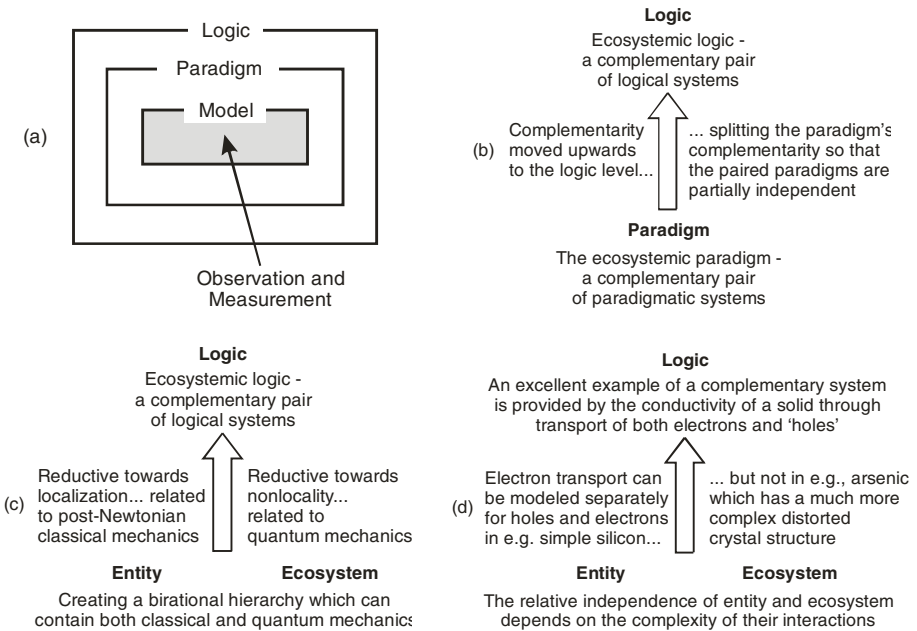 Logic
Paradigm
Model
(a)
Observation and
Measurement
Logic
Ecosystemic logic -
a complementary pair
of logical systems
(b)
Complementarity
moved upwards
to the logic level...
... splitting the paradigm's
complementarity so that
the paired paradigms are
partially independent
Paradigm
The ecosystemic paradigm -
a complementary pair
of paradigmatic systems
Logic
Ecosystemic logic -
a complementary pair
of logical systems
(c)
Reductive towards
localization... related
to post-Newtonian
classical mechanics
Reductive towards
nonlocality...
related to
quantum mechanics
Entity
Ecosystem
Creating a birational hierarchy which can
contain both classical and quantum mechanics
Logic
An excellent example of a complementary system
is provided by the conductivity of a solid through
transport of both electrons and 'holes'
(d)
Electron transport can
be modeled separately
for holes and electrons
in e.g. simple silicon...
... but not in e.g., arsenic
which has a much more
complex distorted
crystal structure
Entity
Ecosystem
The relative independence of entity and ecosystem
depends on the complexity of their interactions